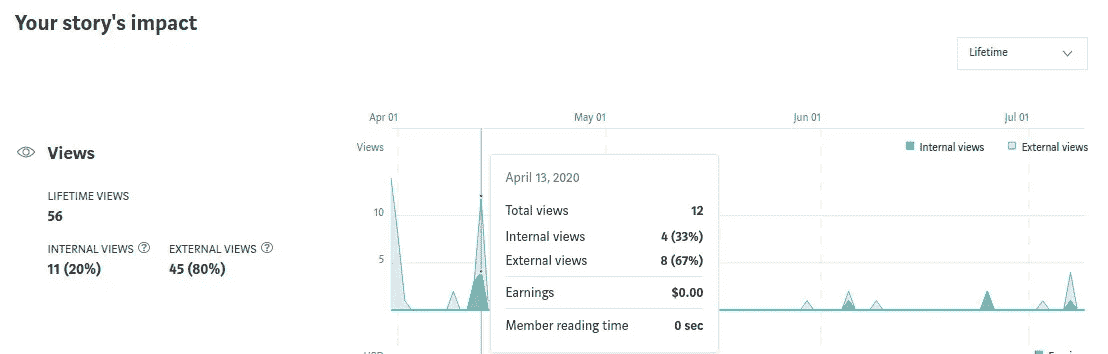 Your story's impact
Lifetime
Apr 01 May 01 Jun 01 Jul 01
Views
Views
Internal views External views
LIFETIME VIEWS
56
INTERNAL VIEWS ? EXTERNAL VIEWS ?
11 (20%) 45 (80%)
10
5
April 13, 2020
Total views 12
Internal views 4 (33%)
External views 8 (67%)
Earnings $0.00
Member reading time 0 sec